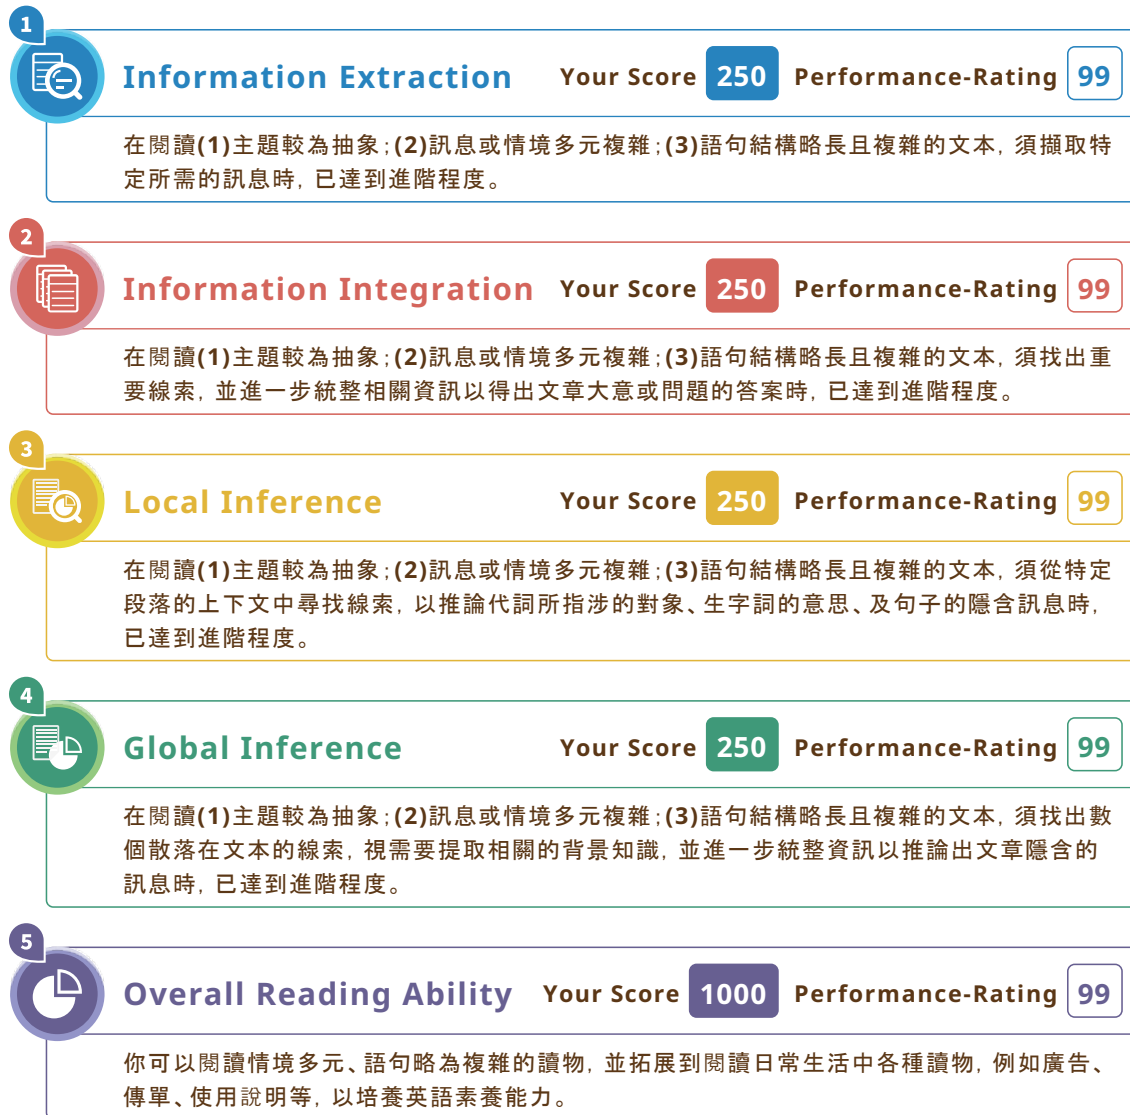 1
Information Extraction Your Score 250 Performance-Rating 99
在閱讀(1)主題較為抽象;(2)訊息或情境多元複雜;(3)語句結構略長且複雜的文本, 須擷取特
定所需的訊息時, 已達到進階程度。
2
Information Integration Your Score 250 Performance-Rating 99
在閱讀(1)主題較為抽象;(2)訊息或情境多元複雜;(3)語句結構略長且複雜的文本, 須找出重
要線索, 並進一步統整相關資訊以得出文章大意或問題的答案時, 已達到進階程度。
3
Local Inference Your Score 250 Performance-Rating 99
在閱讀(1)主題較為抽象;(2)訊息或情境多元複雜;(3)語句結構略長且複雜的文本, 須從特定
段落的上下文中尋找線索, 以推論代詞所指涉的對象、生字詞的意思、及句子的隱含訊息時,
已達到進階程度。
4
Global Inference Your Score 250 Performance-Rating 99
在閱讀(1)主題較為抽象;(2)訊息或情境多元複雜;(3)語句結構略長且複雜的文本, 須找出數
個散落在文本的線索, 視需要提取相關的背景知識, 並進一步統整資訊以推論出文章隱含的
訊息時, 已達到進階程度。
5
Overall Reading Ability Your Score 1000 Performance-Rating 99
你可以閱讀情境多元、語句略為複雜的讀物, 並拓展到閱讀日常生活中各種讀物, 例如廣告、
傳單、使用說明等, 以培養英語素養能力。